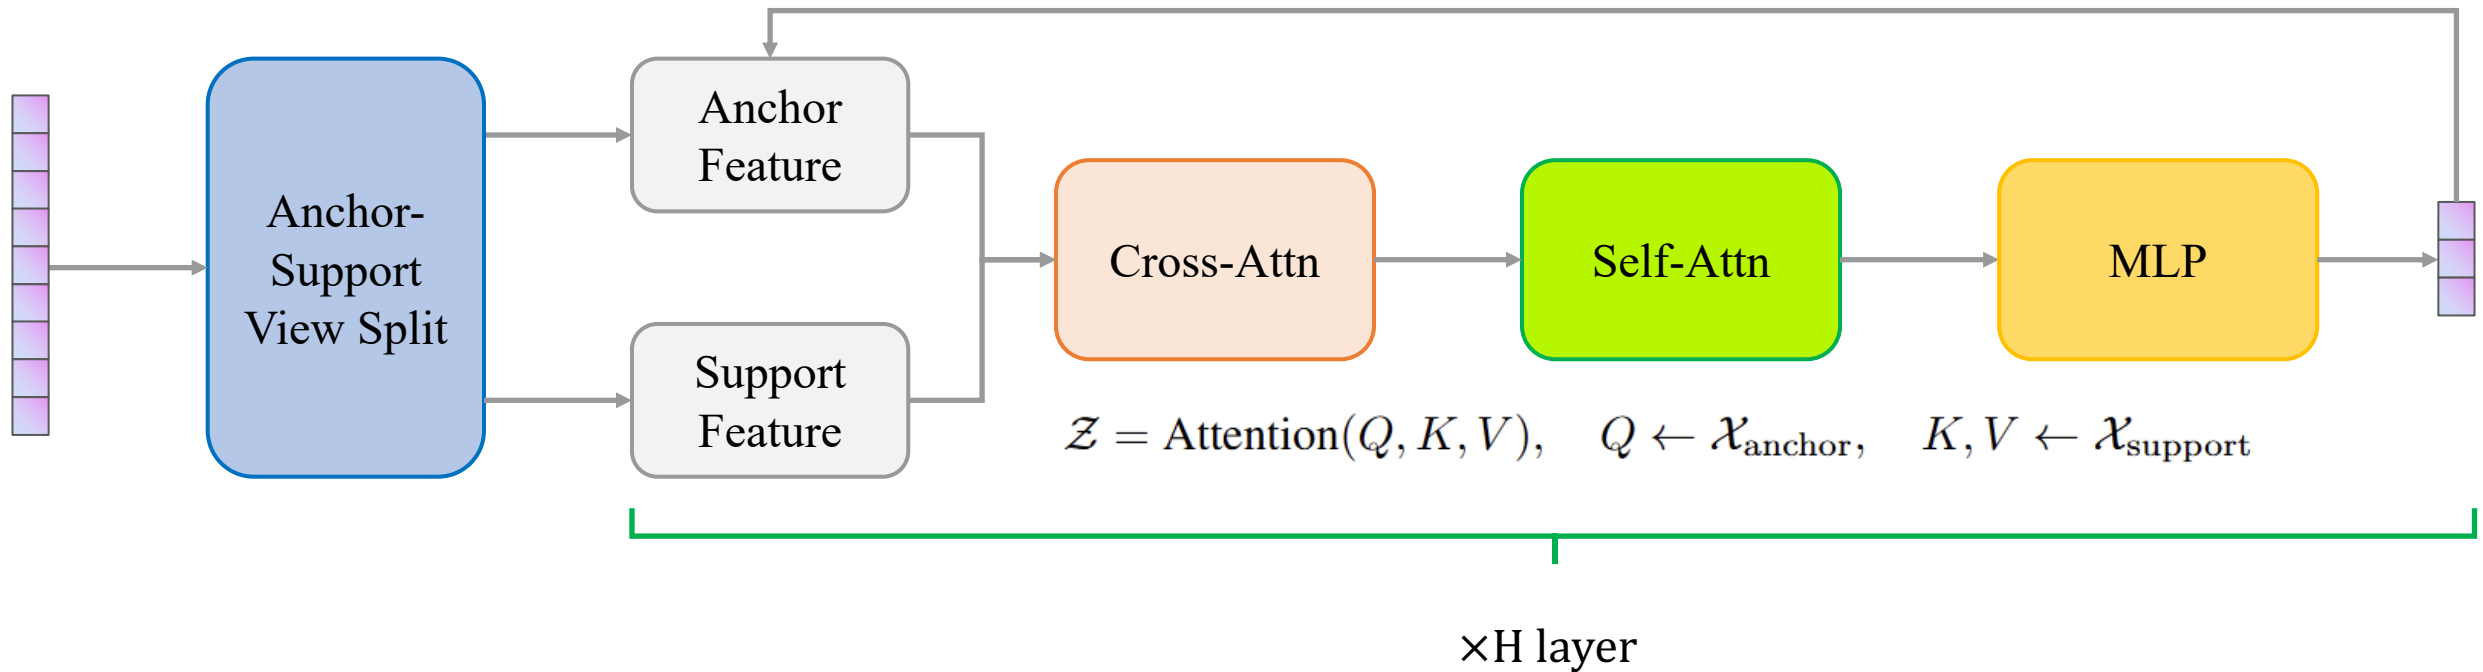 Anchor-
Support
View Split
Anchor
Feature
Support
Feature
Cross-Attn
Self-Attn
MLP
𝒵 = Attention(Q, K, V),   Q ← 𝒳anchor,   K, V ← 𝒳support
×H layer